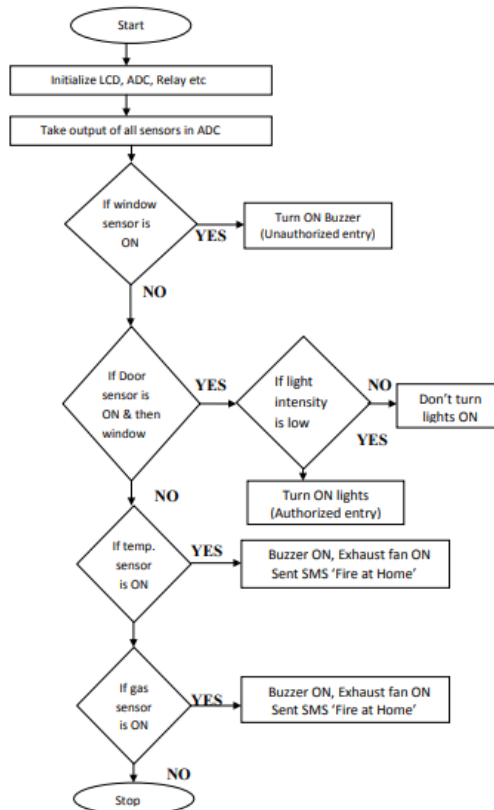 Start
Initialize LCD, ADC, Relay etc
Take output of all sensors in ADC
If window
sensor is
ON
YES
Turn ON Buzzer
(Unauthorized entry)
NO
If Door
sensor is
ON & then
window
YES
If light
intensity
is low
NO
Don't turn
lights ON
YES
Turn ON lights
(Authorized entry)
NO
If temp.
sensor
is ON
YES
Buzzer ON, Exhaust fan ON
Sent SMS 'Fire at Home'
If gas
sensor
is ON
YES
Buzzer ON, Exhaust fan ON
Sent SMS 'Fire at Home'
NO
Stop